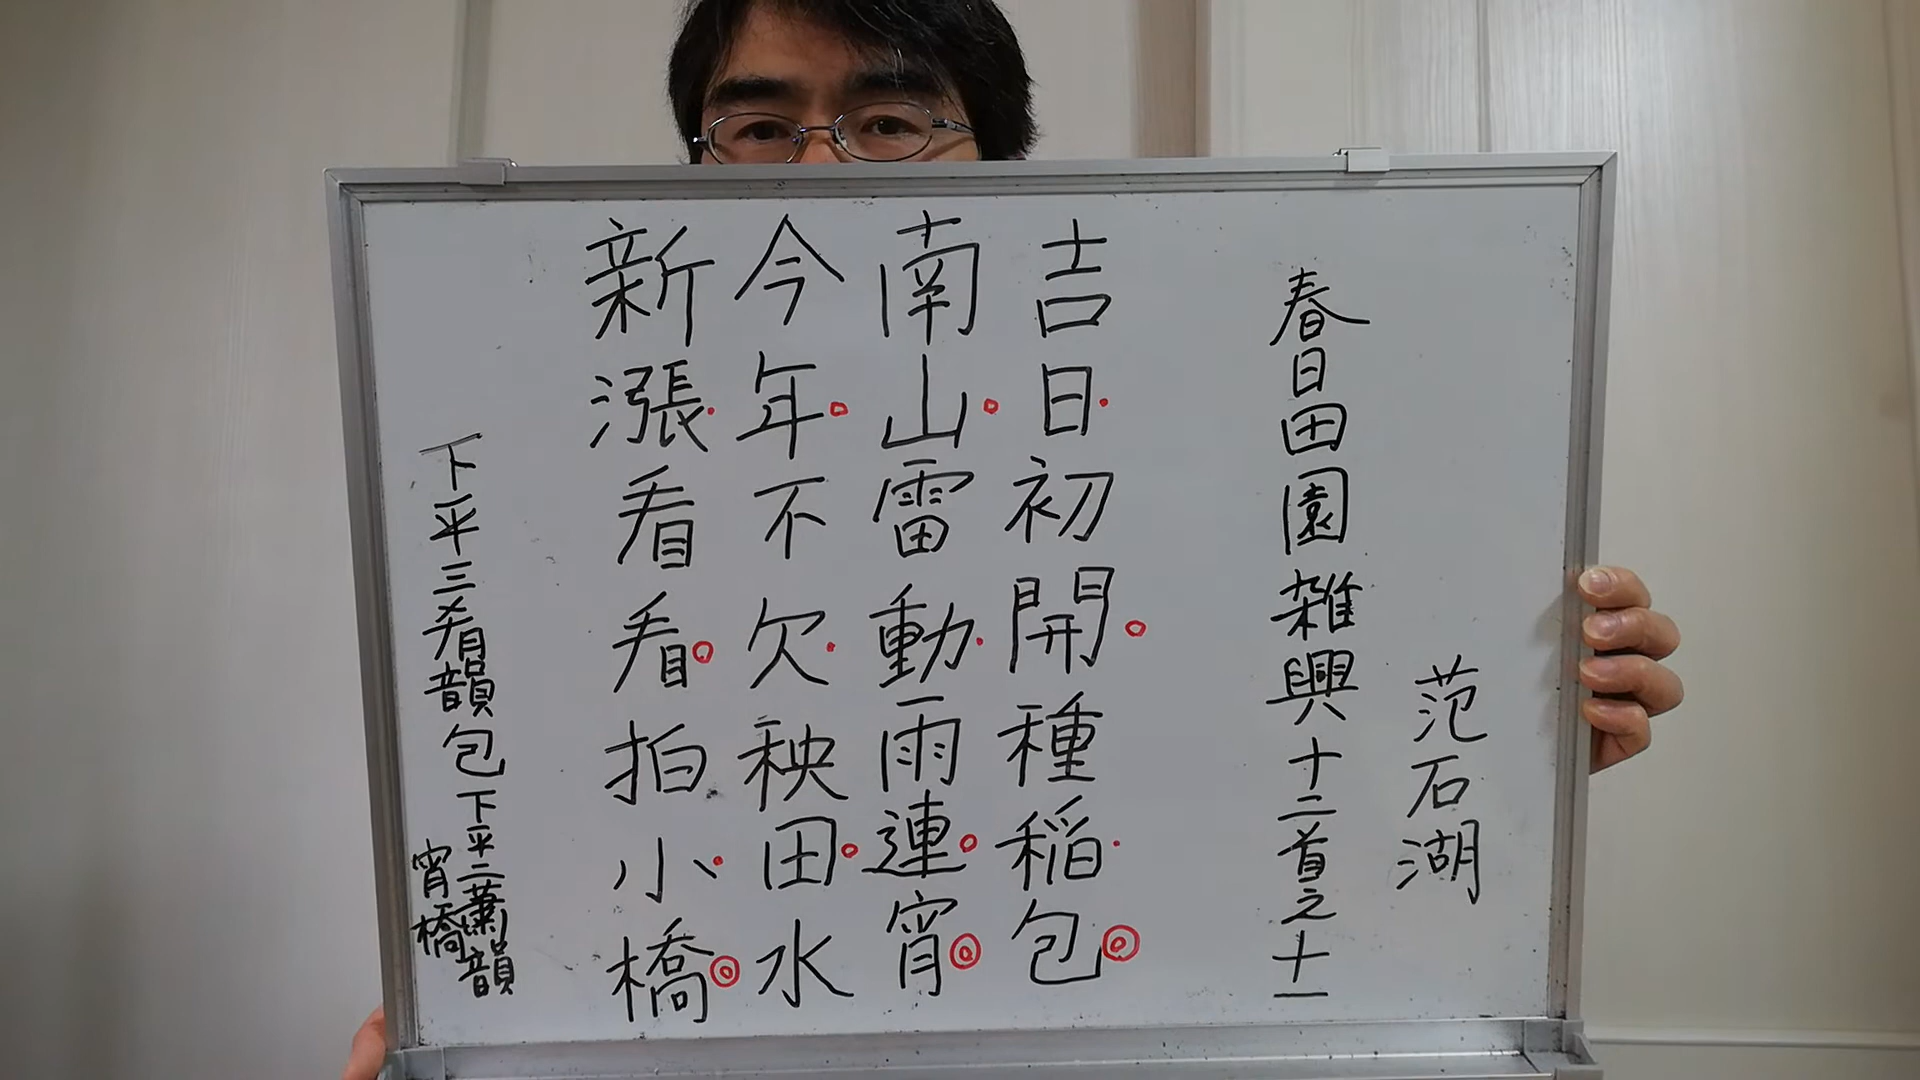 范石湖
春日田園雑興十二首之十一
吉日初開種稲包
南山雷動雨連宵
今年不欠秧田水
新漲看看拍小橋
下平三肴韻包下平二蕭韻
宵橋